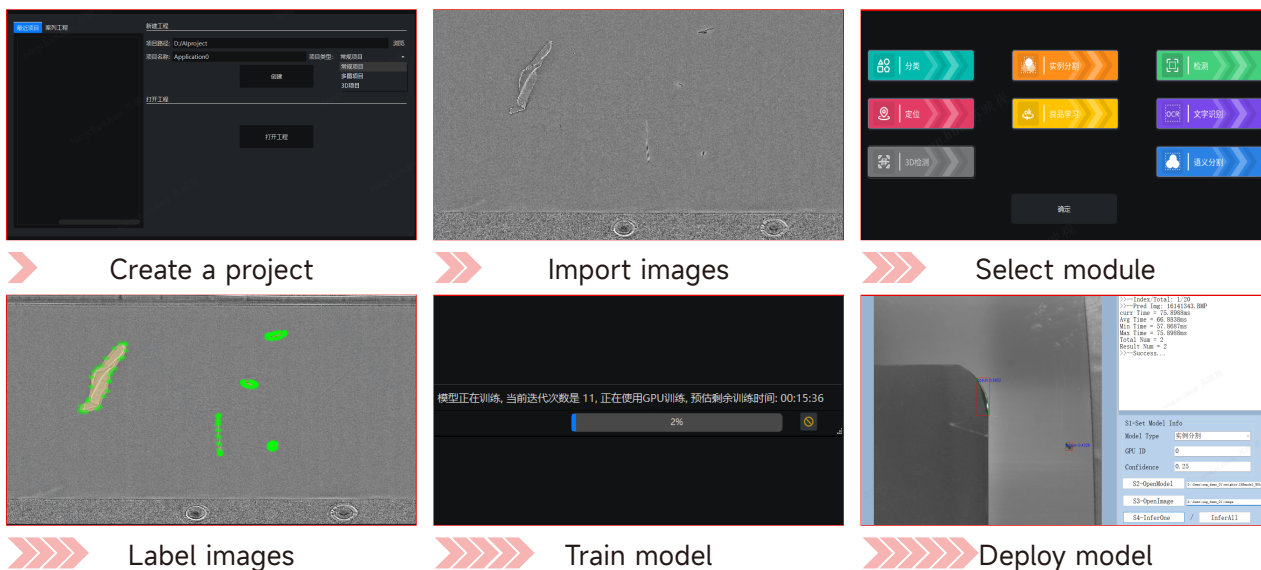 最近项目 案列工程
新建工程
项目路径: D:/AIproject 浏览
项目名称: Application0 项目类型: 常规项目
常规项目
多图项目
3D项目
创建
打开工程
打开工程
分类
实例分割
检测
定位
良品学习
OCR 文字识别
3D检测
语义分割
确定
Create a project
Import images
Select module
模型正在训练, 当前迭代次数是 11, 正在使用GPU训练, 预估剩余训练时间: 00:15:36
2%
>>--Index/Total: 1/20
>>--Pred Img: 16141343.BMP
curr Time = 75.8988ms
Avg Time = 66.8838ms
Min Time = 57.8687ms
Max Time = 75.8988ms
Total Num = 2
Result Num = 2
>>--Success...
S1-Set Model Info
Model Type 实例分割
GPU ID 0
Confidence 0.25
S2-OpenModel
S3-OpenImage
S4-InferOne / InferAll
Label images
Train model
Deploy model